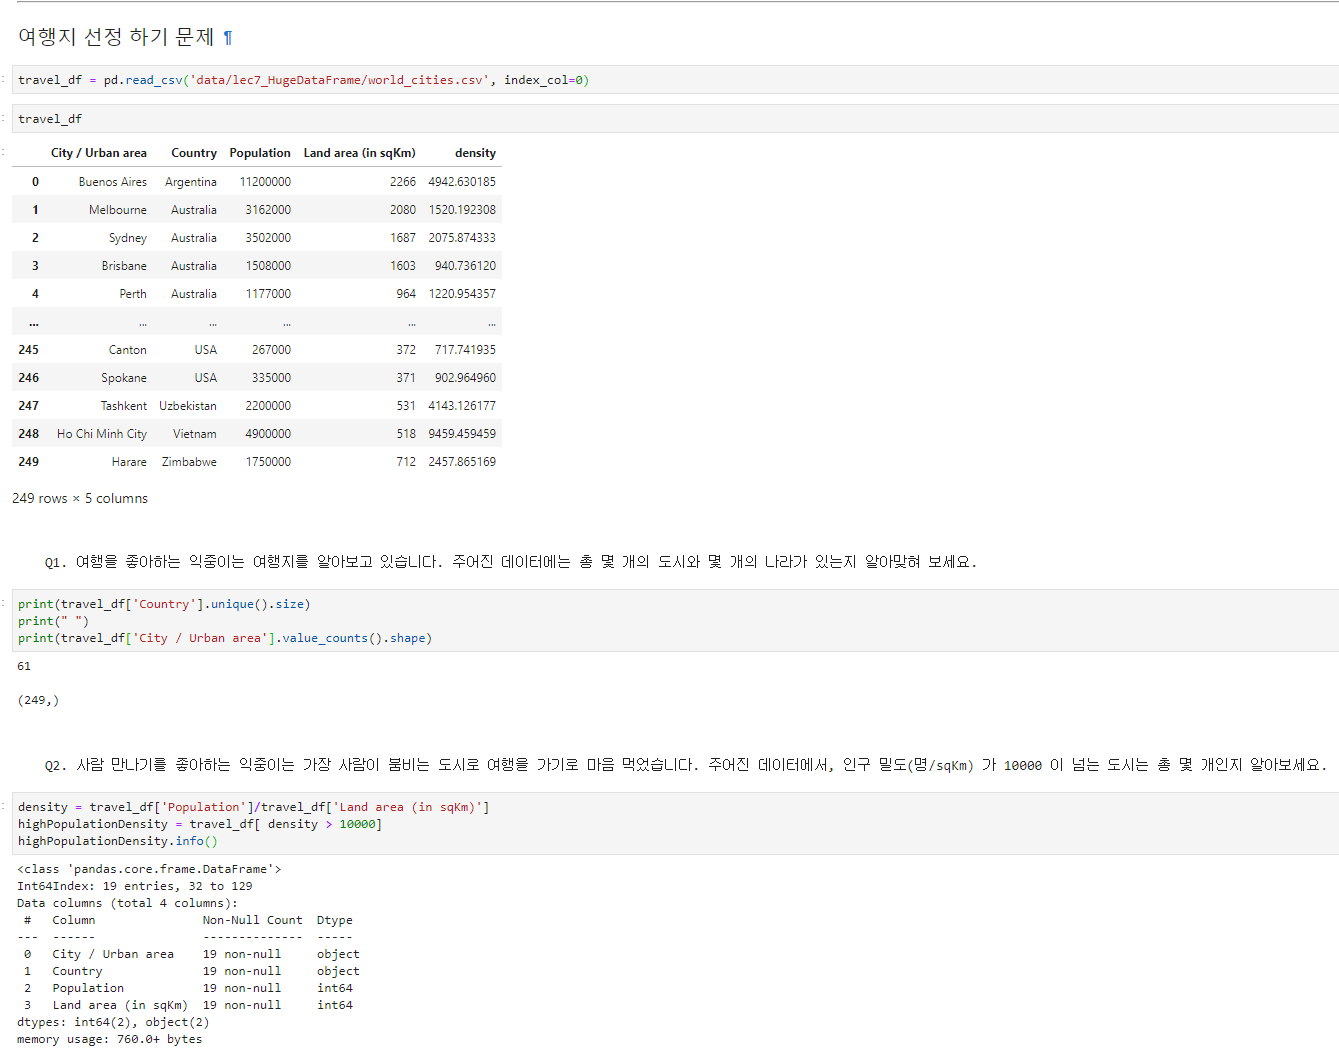 여행지 선정 하기 문제 ¶
travel_df = pd.read_csv('data/lec7_HugeDataFrame/world_cities.csv', index_col=0)
travel_df
City / Urban area Country Population Land area (in sqKm) density
0 Buenos Aires Argentina 11200000 2266 4942.630185
1 Melbourne Australia 3162000 2080 1520.192308
2 Sydney Australia 3502000 1687 2075.874333
3 Brisbane Australia 1508000 1603 940.736120
4 Perth Australia 1177000 964 1220.954357
... ... ... ... ... ...
245 Canton USA 267000 372 717.741935
246 Spokane USA 335000 371 902.964960
247 Tashkent Uzbekistan 2200000 531 4143.126177
248 Ho Chi Minh City Vietnam 4900000 518 9459.459459
249 Harare Zimbabwe 1750000 712 2457.865169
249 rows × 5 columns
Q1. 여행을 좋아하는 익중이는 여행지를 알아보고 있습니다. 주어진 데이터에는 총 몇 개의 도시와 몇 개의 나라가 있는지 알아맞혀 보세요.
print(travel_df['Country'].unique().size)
print(" ")
print(travel_df['City / Urban area'].value_counts().shape)
61
(249,)
Q2. 사람 만나기를 좋아하는 익중이는 가장 사람이 붐비는 도시로 여행을 가기로 마음 먹었습니다. 주어진 데이터에서, 인구 밀도(명/sqKm) 가 10000 이 넘는 도시는 총 몇 개인지 알아보세요.
density = travel_df['Population']/travel_df['Land area (in sqKm)']
highPopulationDensity = travel_df[ density > 10000]
highPopulationDensity.info()
<class 'pandas.core.frame.DataFrame'>
Int64Index: 19 entries, 32 to 129
Data columns (total 4 columns):
# Column Non-Null Count Dtype
--- ------ -------------- -----
0 City / Urban area 19 non-null object
1 Country 19 non-null object
2 Population 19 non-null int64
3 Land area (in sqKm) 19 non-null int64
dtypes: int64(2), object(2)
memory usage: 760.0+ bytes